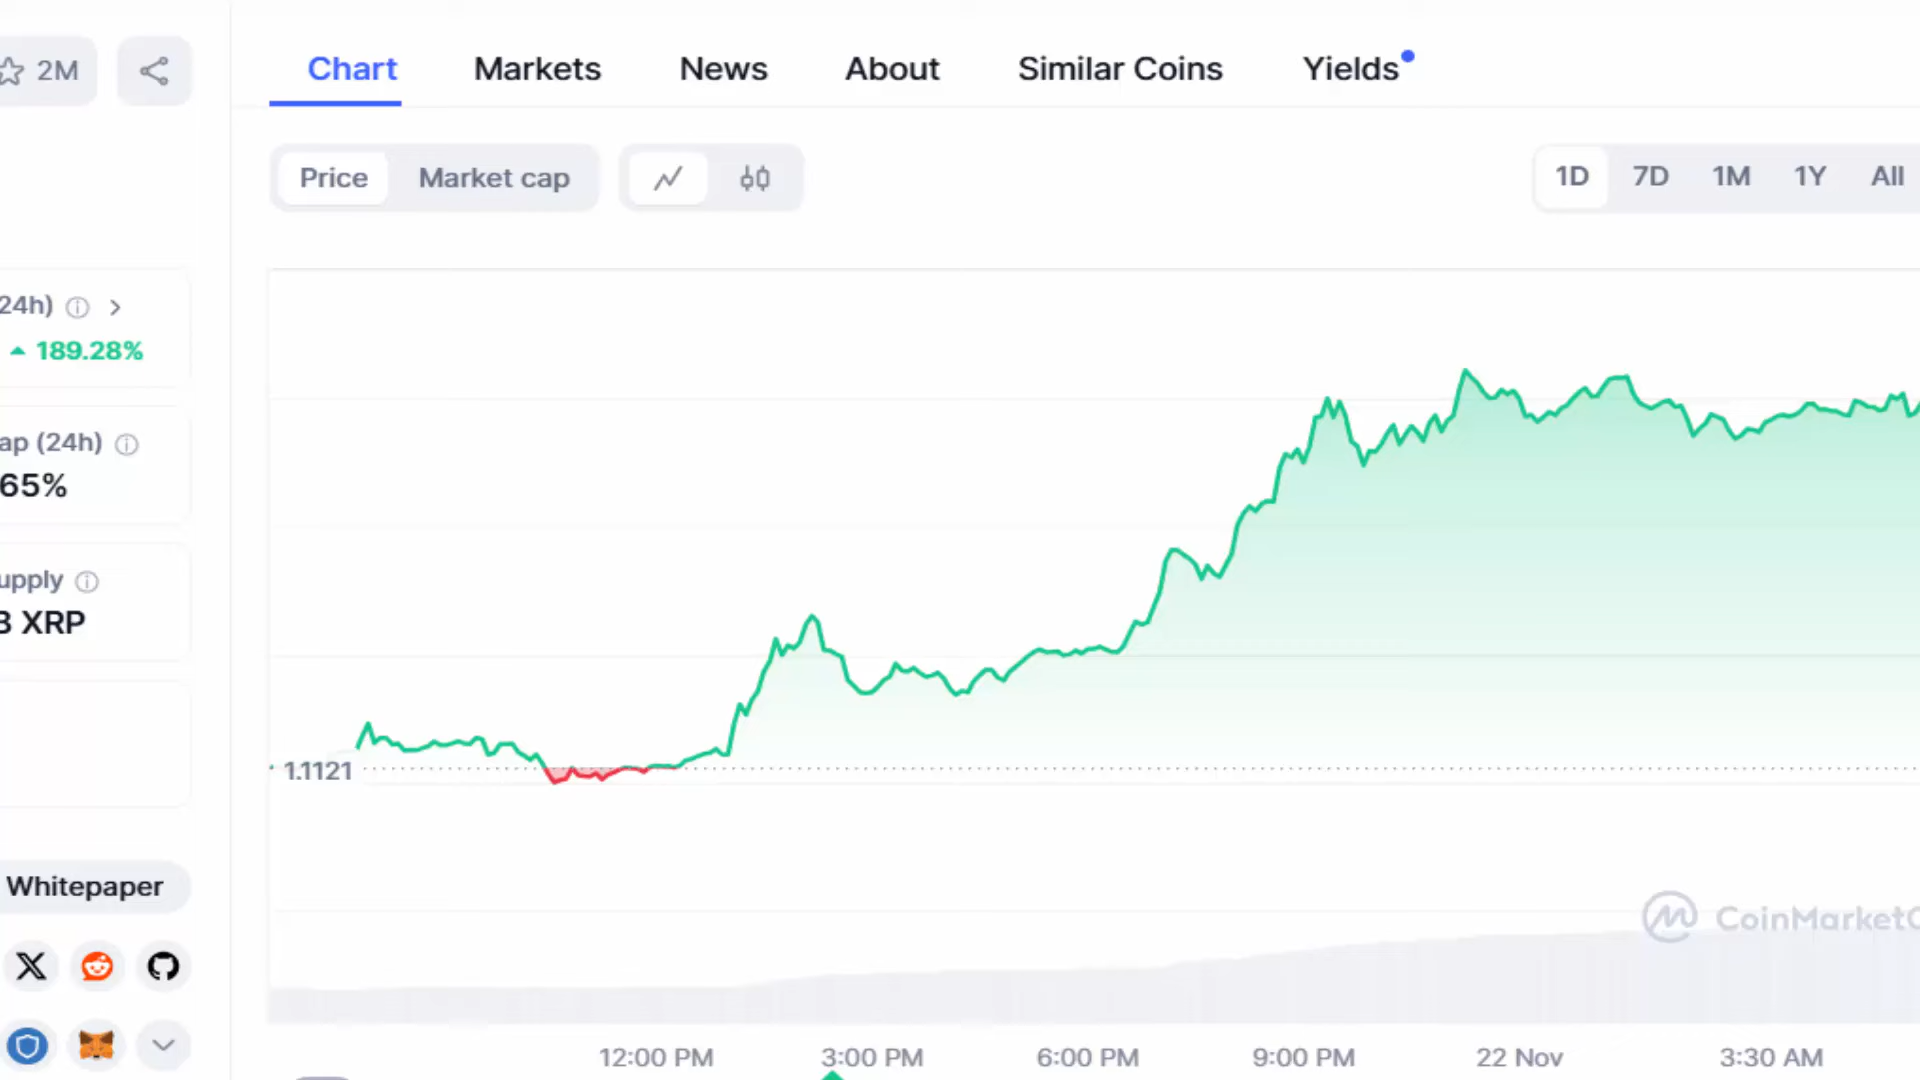 2M
Chart Markets News About Similar Coins Yields
Price Market cap
1D 7D 1M 1Y All
24h)
189.28%
ap (24h)
65%
upply
B XRP
1.1121
Whitepaper
CoinMarketC
12:00 PM 3:00 PM 6:00 PM 9:00 PM 22 Nov 3:30 AM